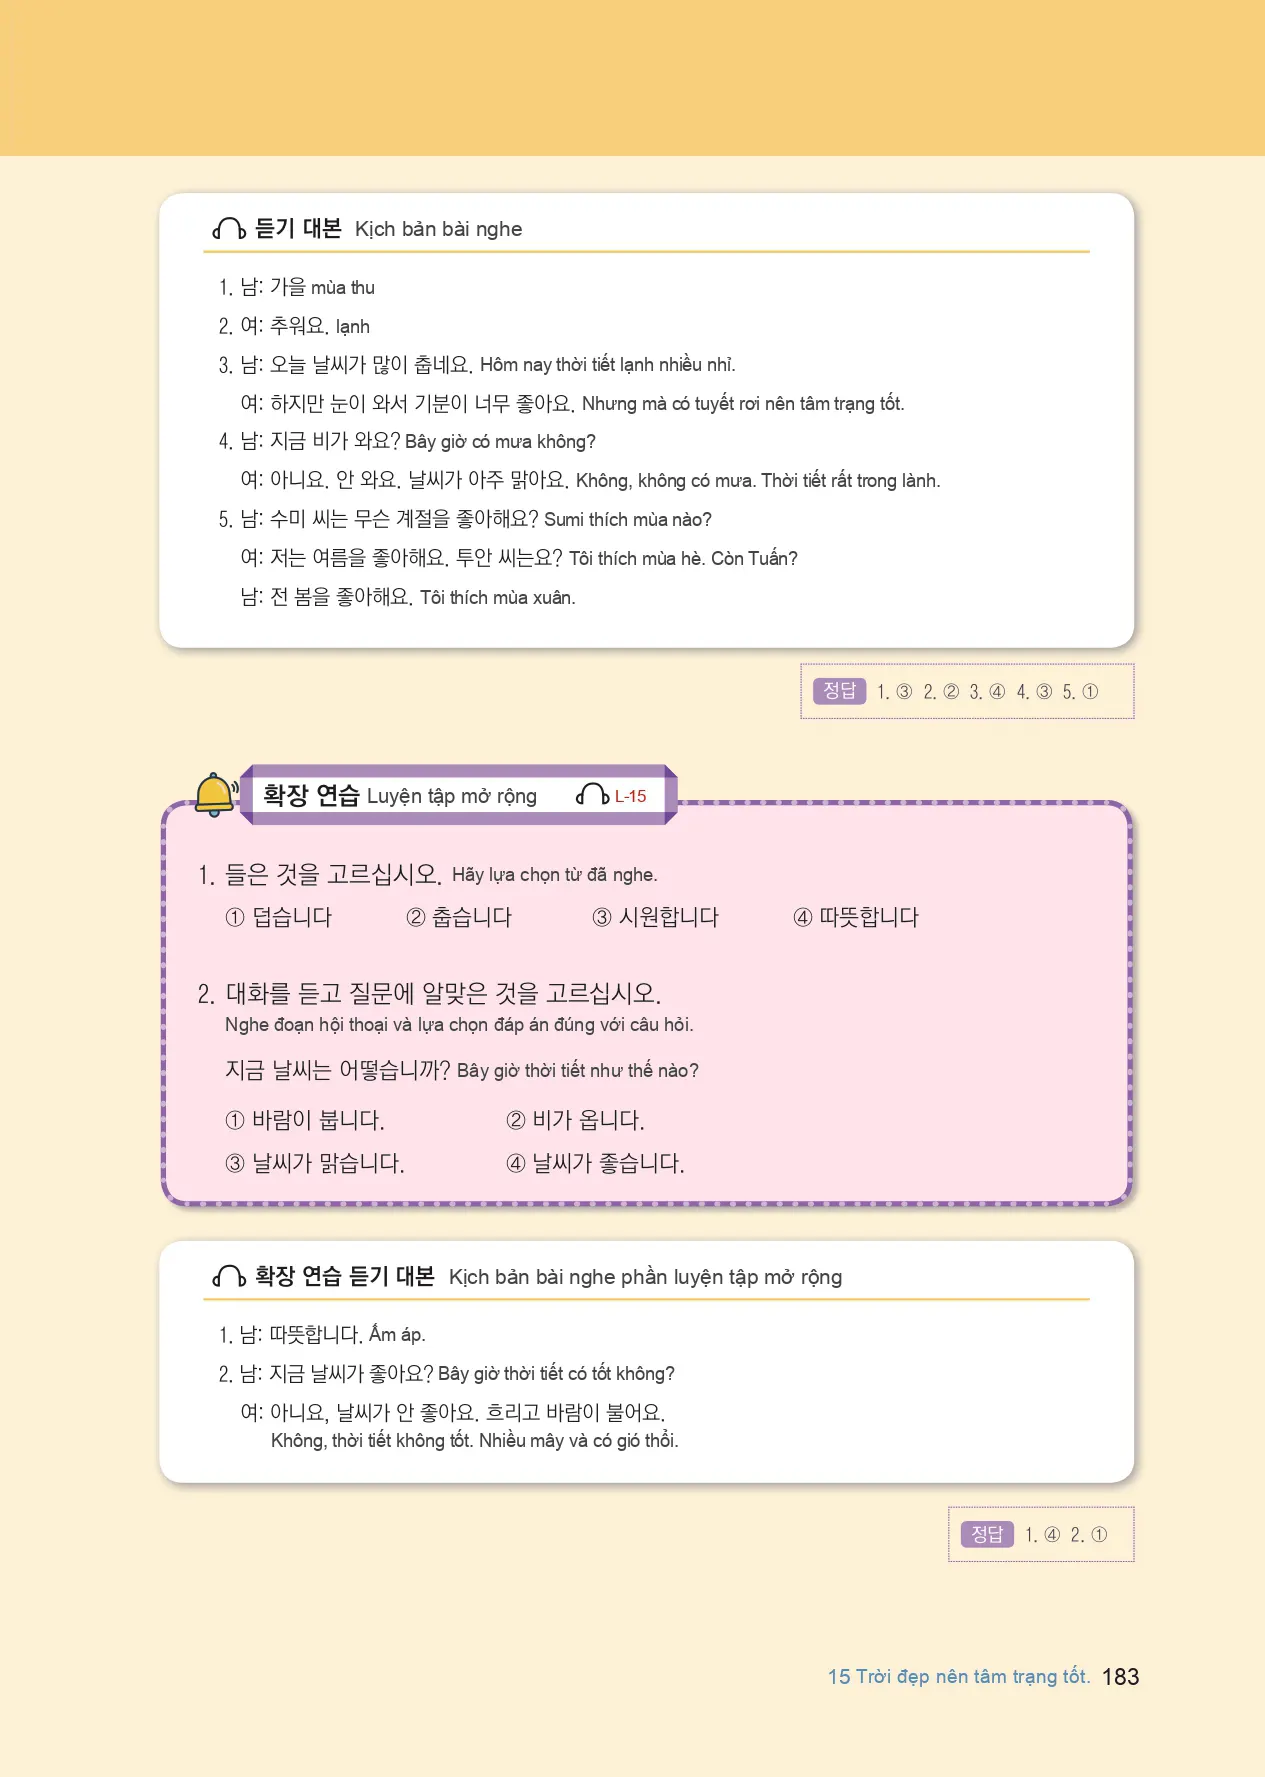 듣기 대본 Kịch bản bài nghe
1. 남: 가을 mùa thu
2. 여: 추워요. lạnh
3. 남: 오늘 날씨가 많이 춥네요. Hôm nay thời tiết lạnh nhiều nhỉ.
여: 하지만 눈이 와서 기분이 너무 좋아요. Nhưng mà có tuyết rơi nên tâm trạng tốt.
4. 남: 지금 비가 와요? Bây giờ có mưa không?
여: 아니요. 안 와요. 날씨가 아주 맑아요. Không, không có mưa. Thời tiết rất trong lành.
5. 남: 수미 씨는 무슨 계절을 좋아해요? Sumi thích mùa nào?
여: 저는 여름을 좋아해요. 투안 씨는요? Tôi thích mùa hè. Còn Tuấn?
남: 전 봄을 좋아해요. Tôi thích mùa xuân.
정답 1. ③ 2. ② 3. ④ 4. ③ 5. ①
확장 연습 Luyện tập mở rộng L-15
1. 들은 것을 고르십시오. Hãy lựa chọn từ đã nghe.
① 덥습니다 ② 춥습니다 ③ 시원합니다 ④ 따뜻합니다
2. 대화를 듣고 질문에 알맞은 것을 고르십시오.
Nghe đoạn hội thoại và lựa chọn đáp án đúng với câu hỏi.
지금 날씨는 어떻습니까? Bây giờ thời tiết như thế nào?
① 바람이 붑니다. ② 비가 옵니다.
③ 날씨가 맑습니다. ④ 날씨가 좋습니다.
확장 연습 듣기 대본 Kịch bản bài nghe phần luyện tập mở rộng
1. 남: 따뜻합니다. Ấm áp.
2. 남: 지금 날씨가 좋아요? Bây giờ thời tiết có tốt không?
여: 아니요, 날씨가 안 좋아요. 흐리고 바람이 불어요.
Không, thời tiết không tốt. Nhiều mây và có gió thổi.
정답 1. ④ 2. ①
15 Trời đẹp nên tâm trạng tốt. 183